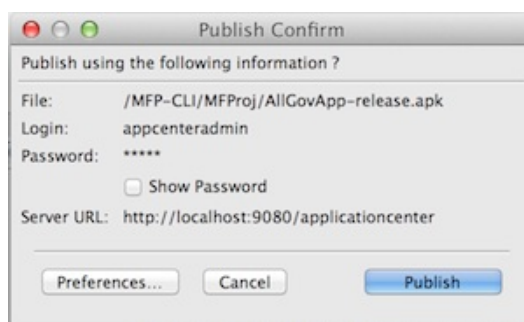 Publish Confirm
Publish using the following information ?
File: /MFP-CLI/MFProj/AllGovApp-release.apk
Login: appcenteradmin
Password: *****
Show Password
Server URL: http://localhost:9080/applicationcenter
Preferences... Cancel Publish